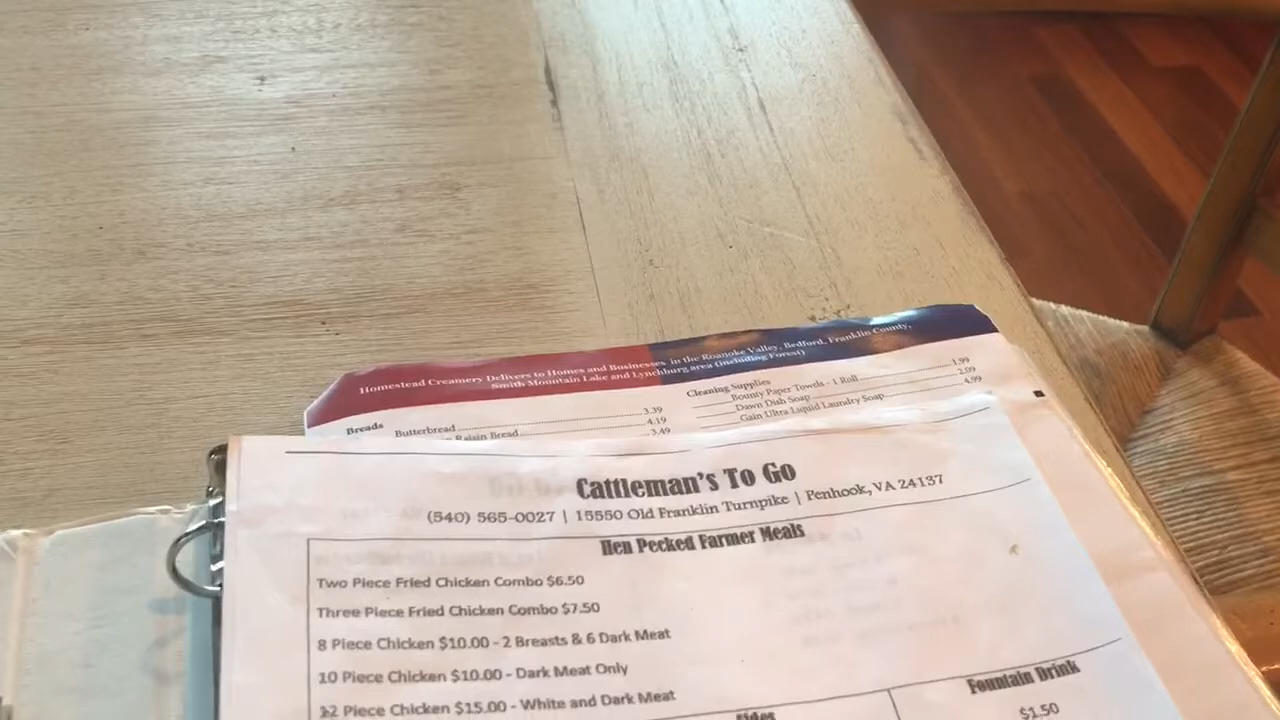 Homestead Creamery Delivers to Homes and Businesses in the Roanoke Valley, Bedford, Franklin County,
Smith Mountain Lake and Lynchburg area (including Forest)
Breads
Butterbread 3.39
Raisin Bread 4.19
3.49
Cleaning Supplies
Bounty Paper Towels - 1 Roll 1.99
Dawn Dish Soap 2.09
Gain Ultra Liquid Laundry Soap 4.99
Cattleman's To Go
(540) 565-0027 | 15550 Old Franklin Turnpike | Penhook, VA 24137
Hen Pecked Farmer Meals
Two Piece Fried Chicken Combo $6.50
Three Piece Fried Chicken Combo $7.50
8 Piece Chicken $10.00 - 2 Breasts & 6 Dark Meat
10 Piece Chicken $10.00 - Dark Meat Only
12 Piece Chicken $15.00 - White and Dark Meat
Sides
Fountain Drink
$1.50